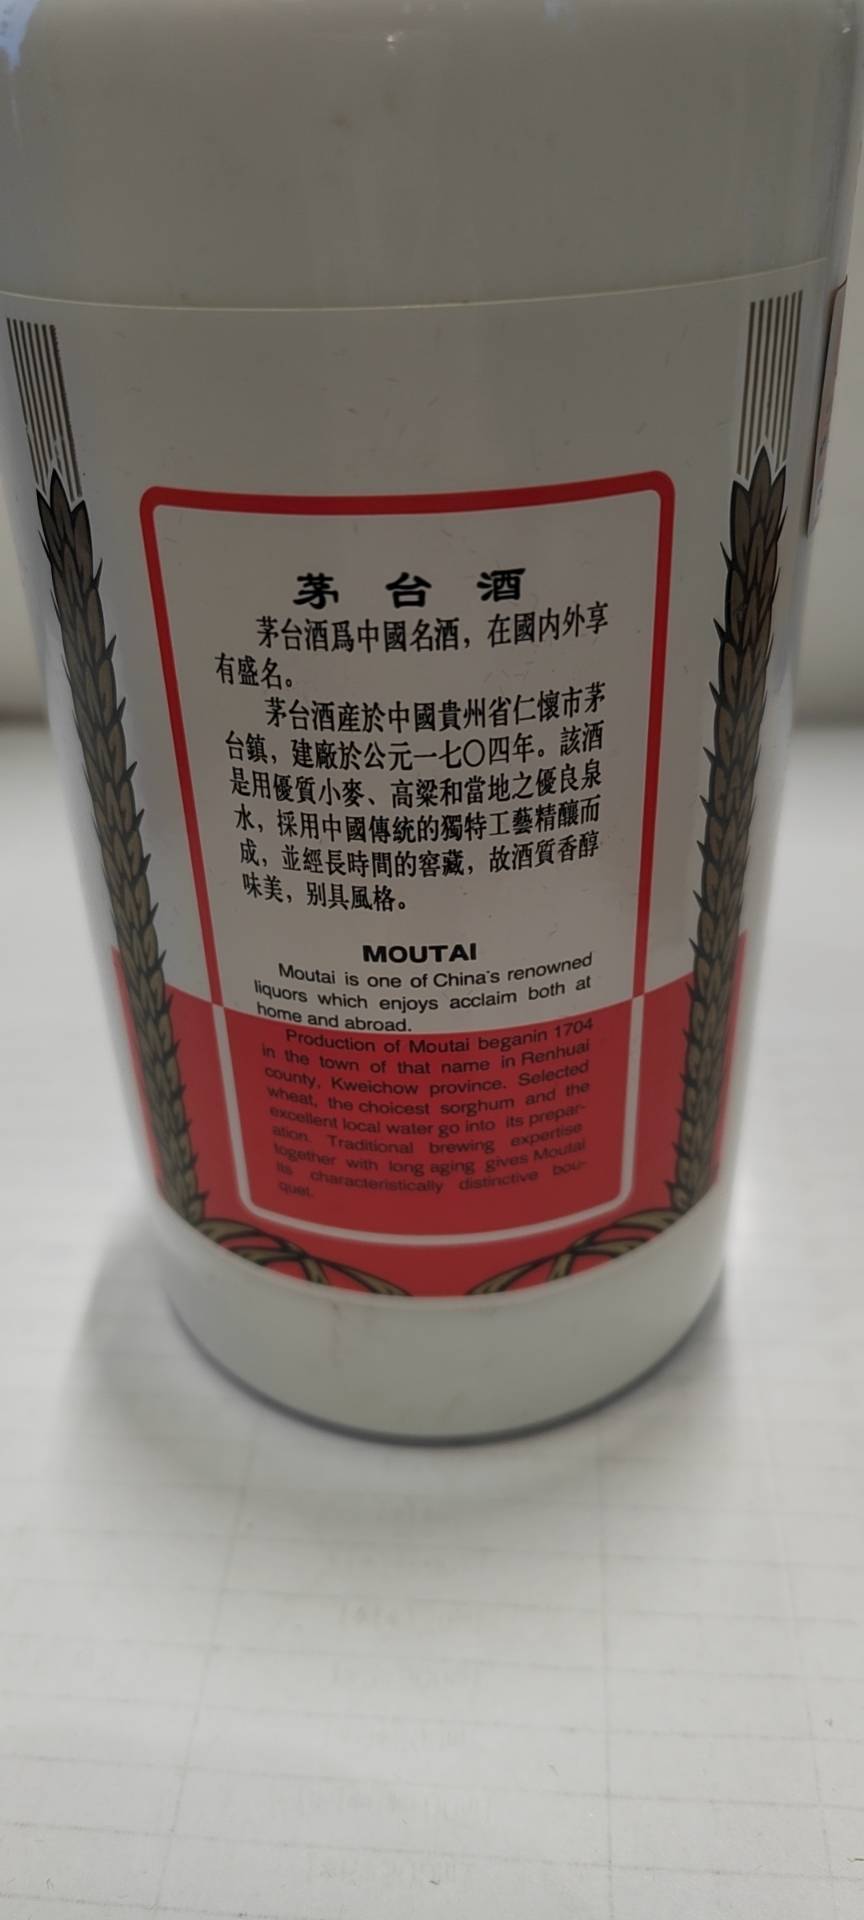 茅台酒
茅台酒爲中國名酒，在國内外享
有盛名。
茅台酒産於中國貴州省仁懷市茅
台鎮，建廠於公元一七〇四年。該酒
是用優質小麥、高粱和當地之優良泉
水，採用中國傳統的獨特工藝精釀而
成，並經長時間的窖藏，故酒質香醇
味美，别具風格。
MOUTAI
Moutai is one of China's renowned
liquors which enjoys acclaim both at
home and abroad.
Production of Moutai beganin 1704
in the town of that name in Renhuai
county, Kweichow province. Selected
wheat, the choicest sorghum and the
excellent local water go into its prepar-
ation. Traditional brewing expertise
together with long aging gives Moutai
its characteristically distinctive bou-
quet.